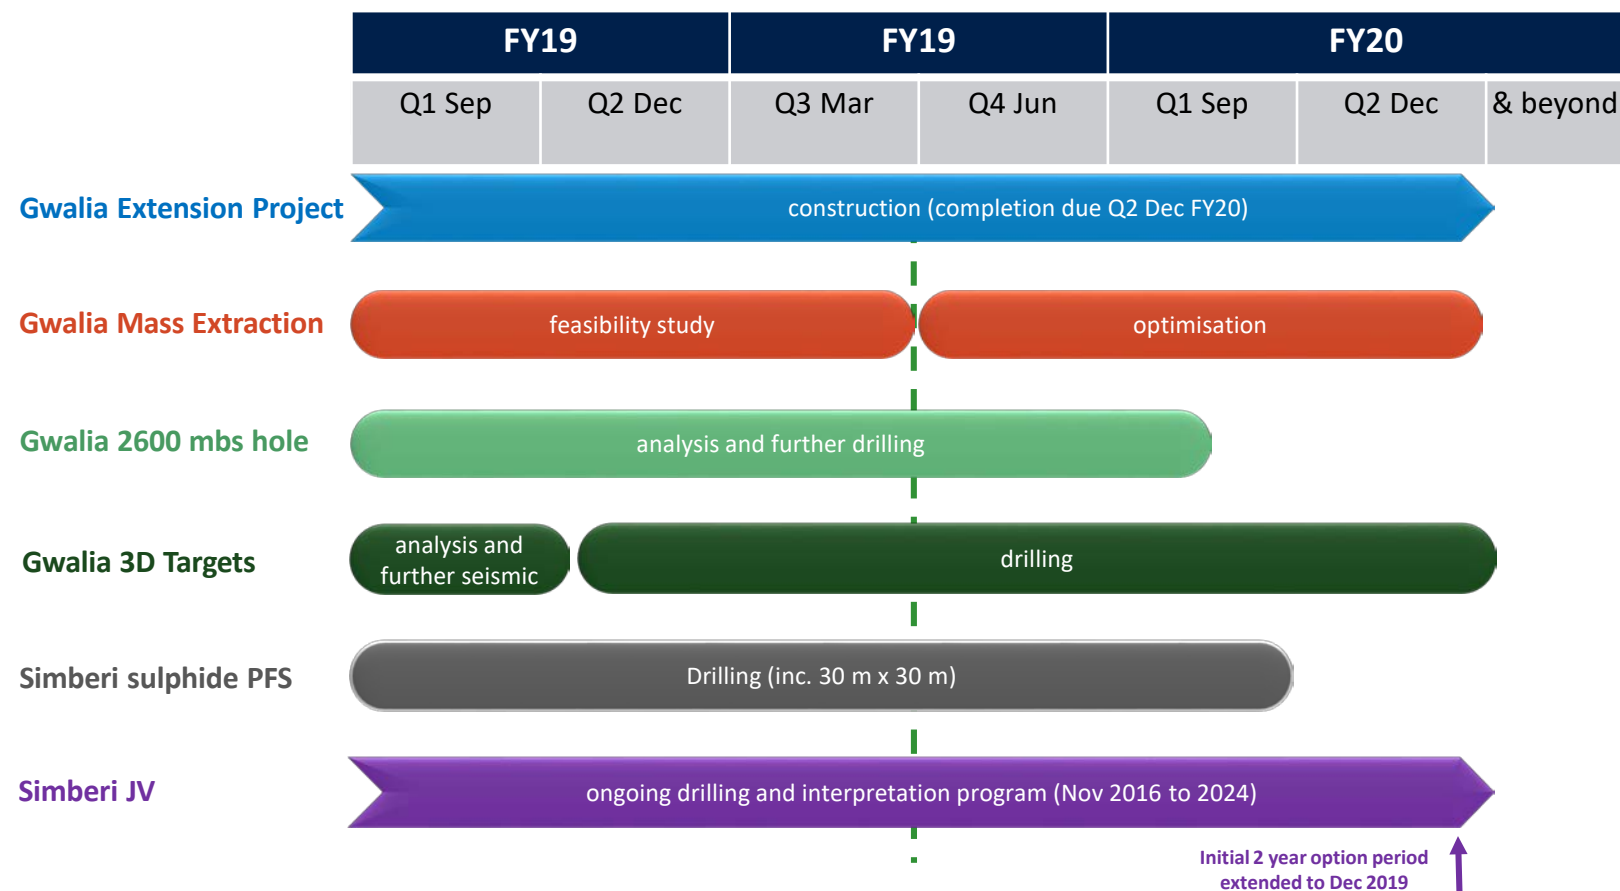 FY19 FY19 FY20
Q1 Sep Q2 Dec Q3 Mar Q4 Jun Q1 Sep Q2 Dec & beyond
Gwalia Extension Project
construction (completion due Q2 Dec FY20)
Gwalia Mass Extraction
feasibility study
optimisation
Gwalia 2600 mbs hole
analysis and further drilling
Gwalia 3D Targets
analysis and
further seismic
drilling
Simberi sulphide PFS
Drilling (inc. 30 m x 30 m)
Simberi JV
ongoing drilling and interpretation program (Nov 2016 to 2024)
Initial 2 year option period
extended to Dec 2019